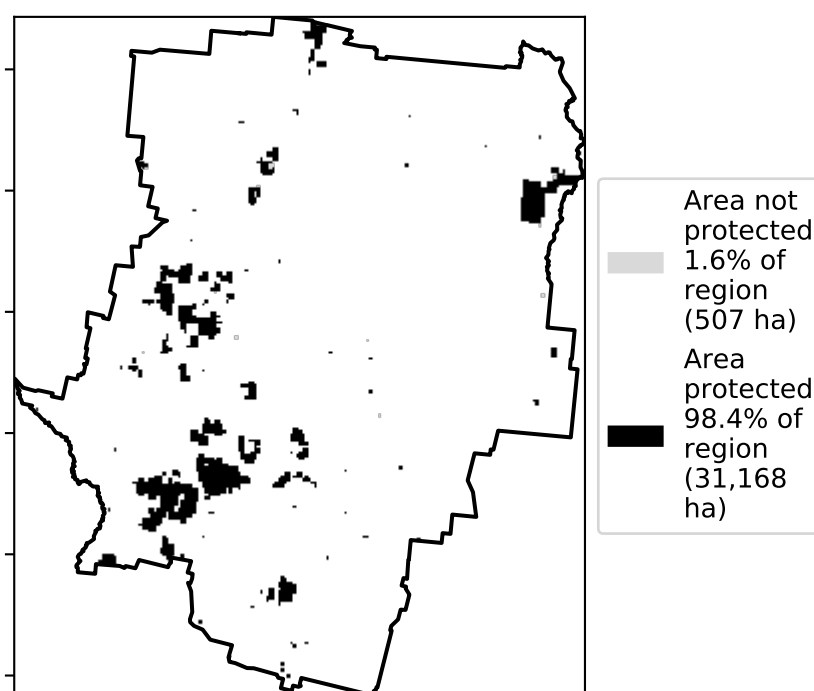 Area not
protected
1.6% of
region
(507 ha)
Area
protected
98.4% of
region
(31,168
ha)